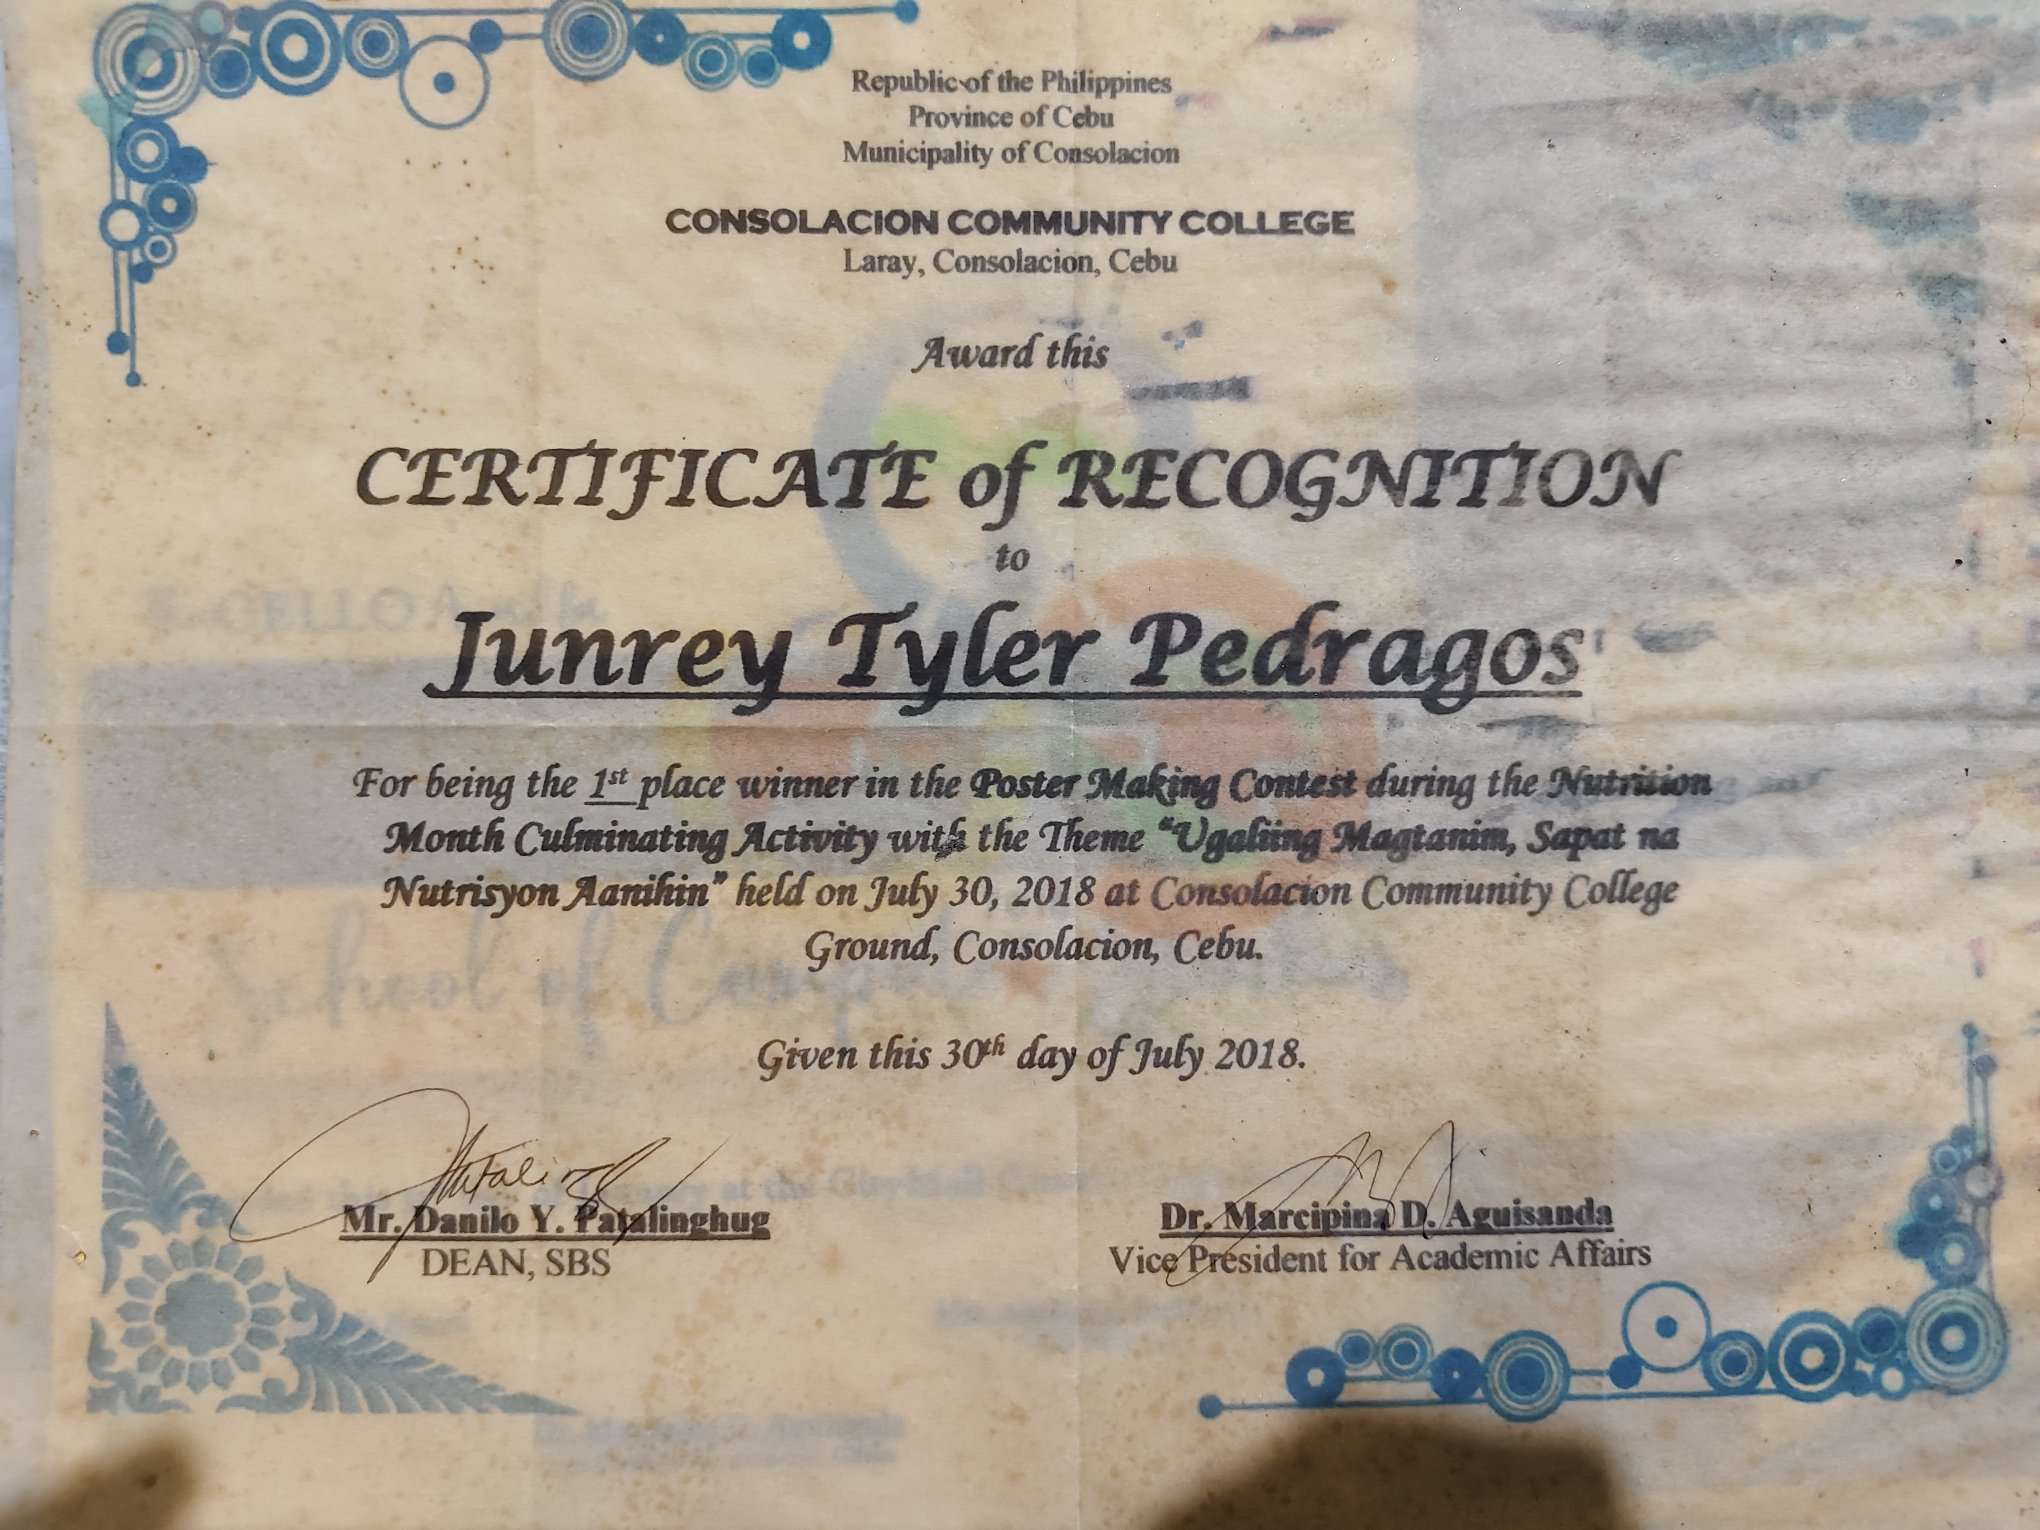 Republic of the Philippines
Province of Cebu
Municipality of Consolacion
CONSOLACION COMMUNITY COLLEGE
Laray, Consolacion, Cebu
Award this
CERTIFICATE of RECOGNITION
to
Junrey Tyler Pedragos
For being the 1st place winner in the Poster Making Contest during the Nutrition
Month Culminating Activity with the Theme “Ugaliing Magtanim, Sapat na
Nutrisyon Aanihin” held on July 30, 2018 at Consolacion Community College
Ground, Consolacion, Cebu.
School of
Given this 30th day of July 2018.
Mr. Danilo Y. Patalinghug
DEAN, SBS
Dr. Marcipina D. Aguisanda
Vice President for Academic Affairs